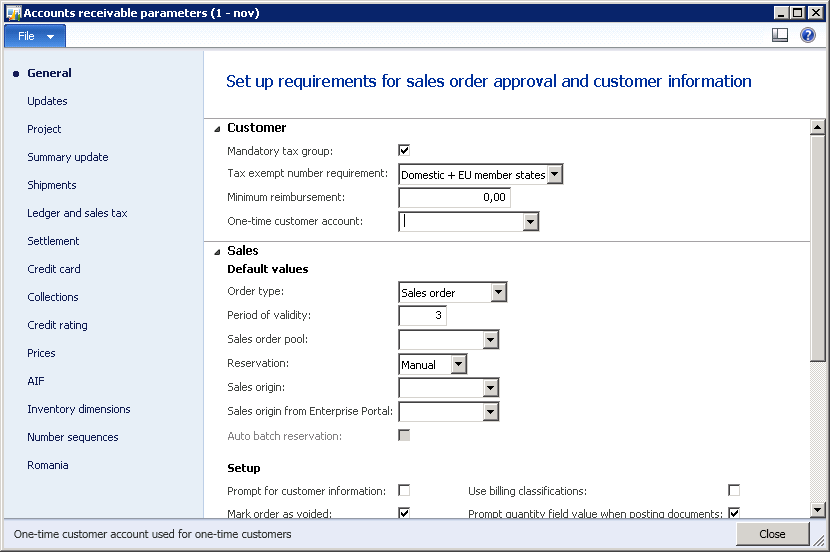 Accounts receivable parameters (1 - nov)
File
General
Updates
Project
Summary update
Shipments
Ledger and sales tax
Settlement
Credit card
Collections
Credit rating
Prices
AIF
Inventory dimensions
Number sequences
Romania
Set up requirements for sales order approval and customer information
Customer
Mandatory tax group:
Tax exempt number requirement: Domestic + EU member states
Minimum reimbursement: 0,00
One-time customer account:
Sales
Default values
Order type: Sales order
Period of validity: 3
Sales order pool:
Reservation: Manual
Sales origin:
Sales origin from Enterprise Portal:
Auto batch reservation:
Setup
Prompt for customer information: Use billing classifications:
Mark order as voided: Prompt quantity field value when posting documents:
One-time customer account used for one-time customers
Close